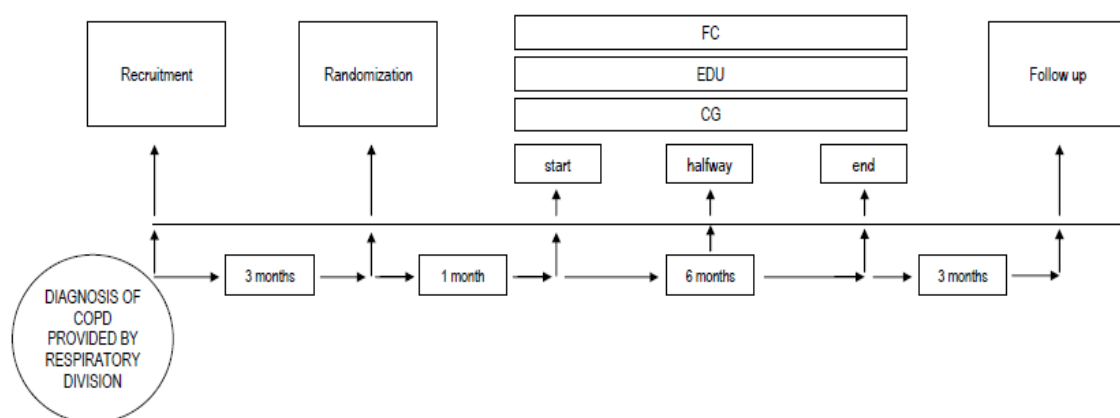 FC
Recruitment
Randomization
EDU
Follow up
CG
start
halfway
end
3 months
1 month
6 months
3 months
DIAGNOSIS OF
COPD
PROVIDED BY
RESPIRATORY
DIVISION